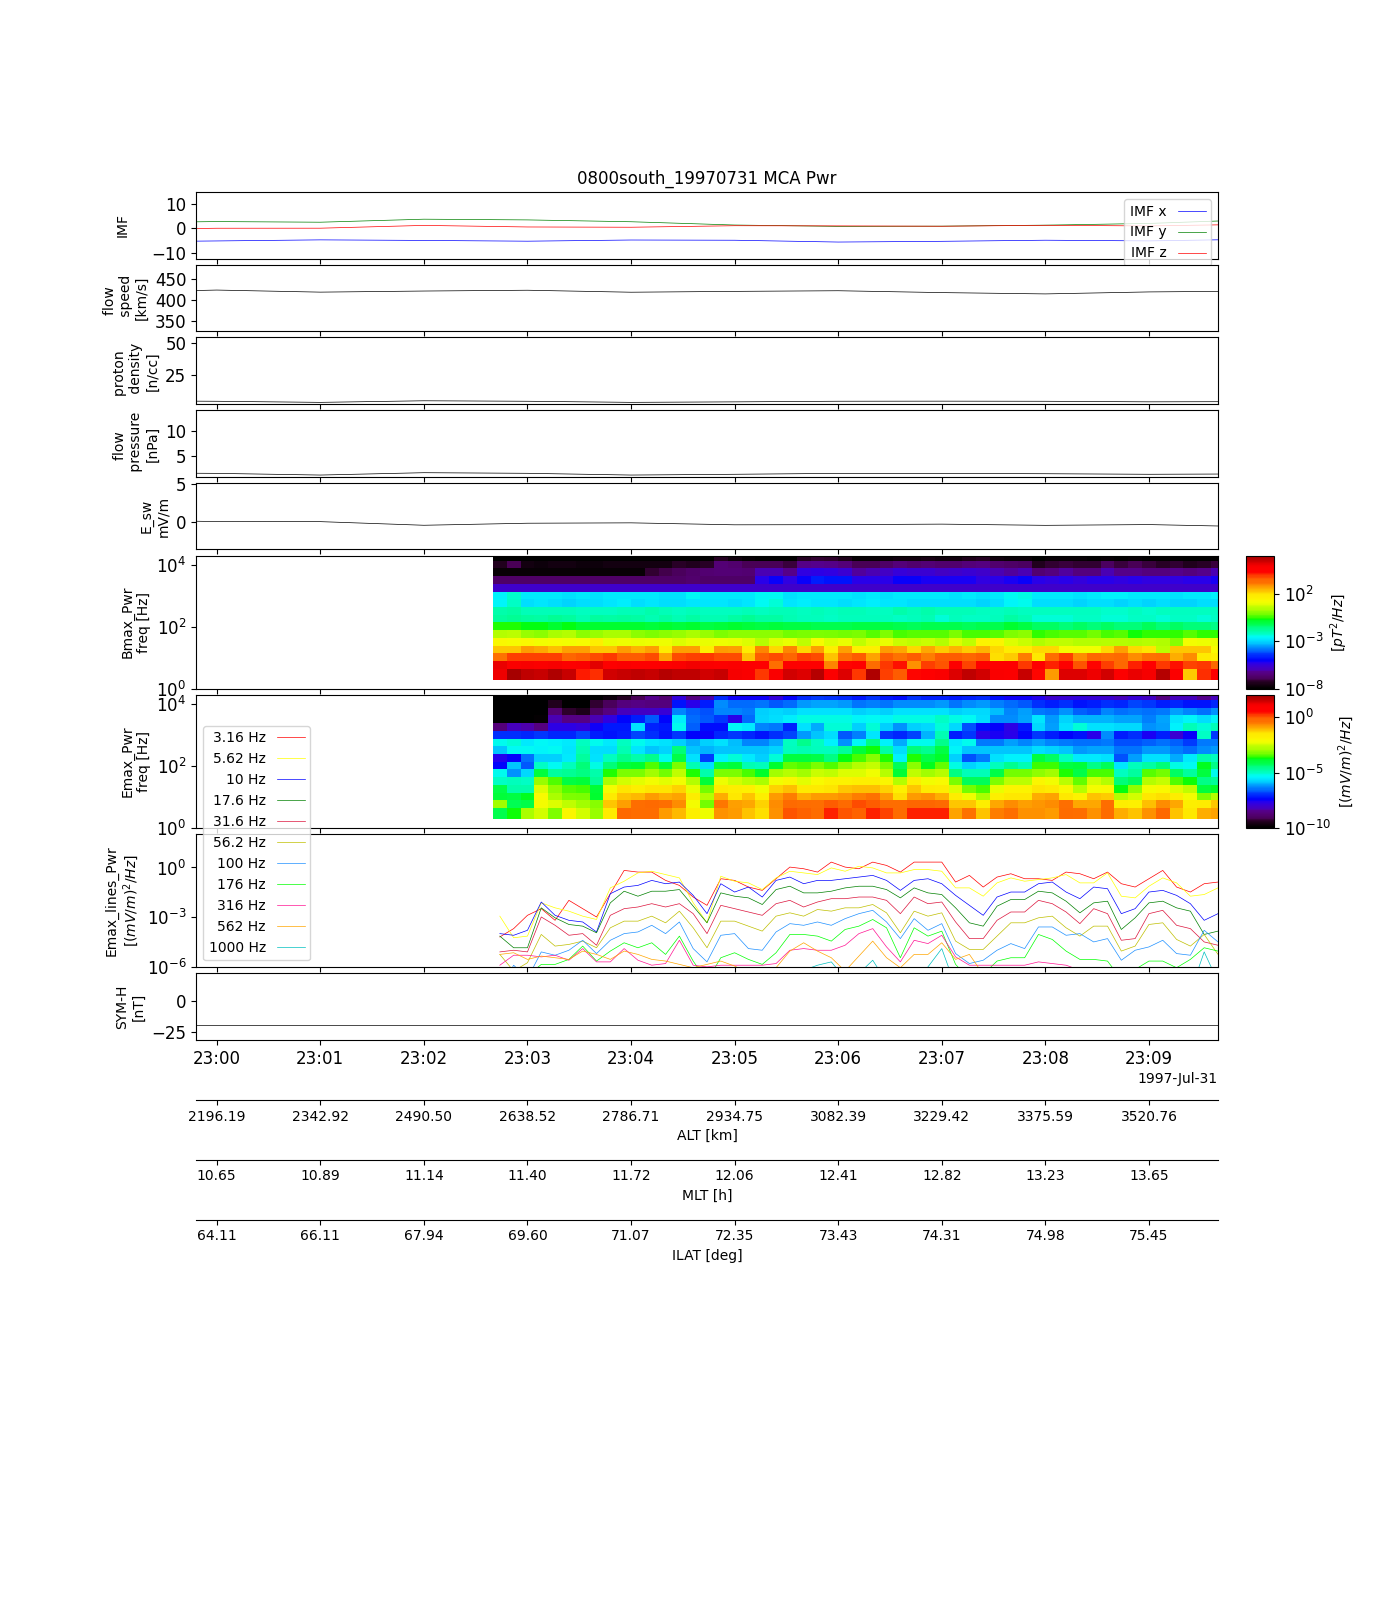 0800south_19970731 MCA Pwr
IMF
10
0
−10
IMF x
IMF y
IMF z
flow
speed
[km/s]
450
400
350
proton
density
[n/cc]
50
25
flow
pressure
[nPa]
10
5
E_sw
mV/m
5
0
Bmax_Pwr
freq [Hz]
10^4
10^2
10^0
10^2
10^−3
10^−8
[pT^2/Hz]
Emax_Pwr
freq [Hz]
10^4
10^2
10^0
10^0
10^−5
10^−10
[(mV/m)^2/Hz]
3.16 Hz
5.62 Hz
10 Hz
17.6 Hz
31.6 Hz
56.2 Hz
100 Hz
176 Hz
316 Hz
562 Hz
1000 Hz
Emax_lines_Pwr
[(mV/m)^2/Hz]
10^0
10^−3
10^−6
SYM-H
[nT]
0
−25
23:00 23:01 23:02 23:03 23:04 23:05 23:06 23:07 23:08 23:09
1997-Jul-31
2196.19 2342.92 2490.50 2638.52 2786.71 2934.75 3082.39 3229.42 3375.59 3520.76
ALT [km]
10.65 10.89 11.14 11.40 11.72 12.06 12.41 12.82 13.23 13.65
MLT [h]
64.11 66.11 67.94 69.60 71.07 72.35 73.43 74.31 74.98 75.45
ILAT [deg]